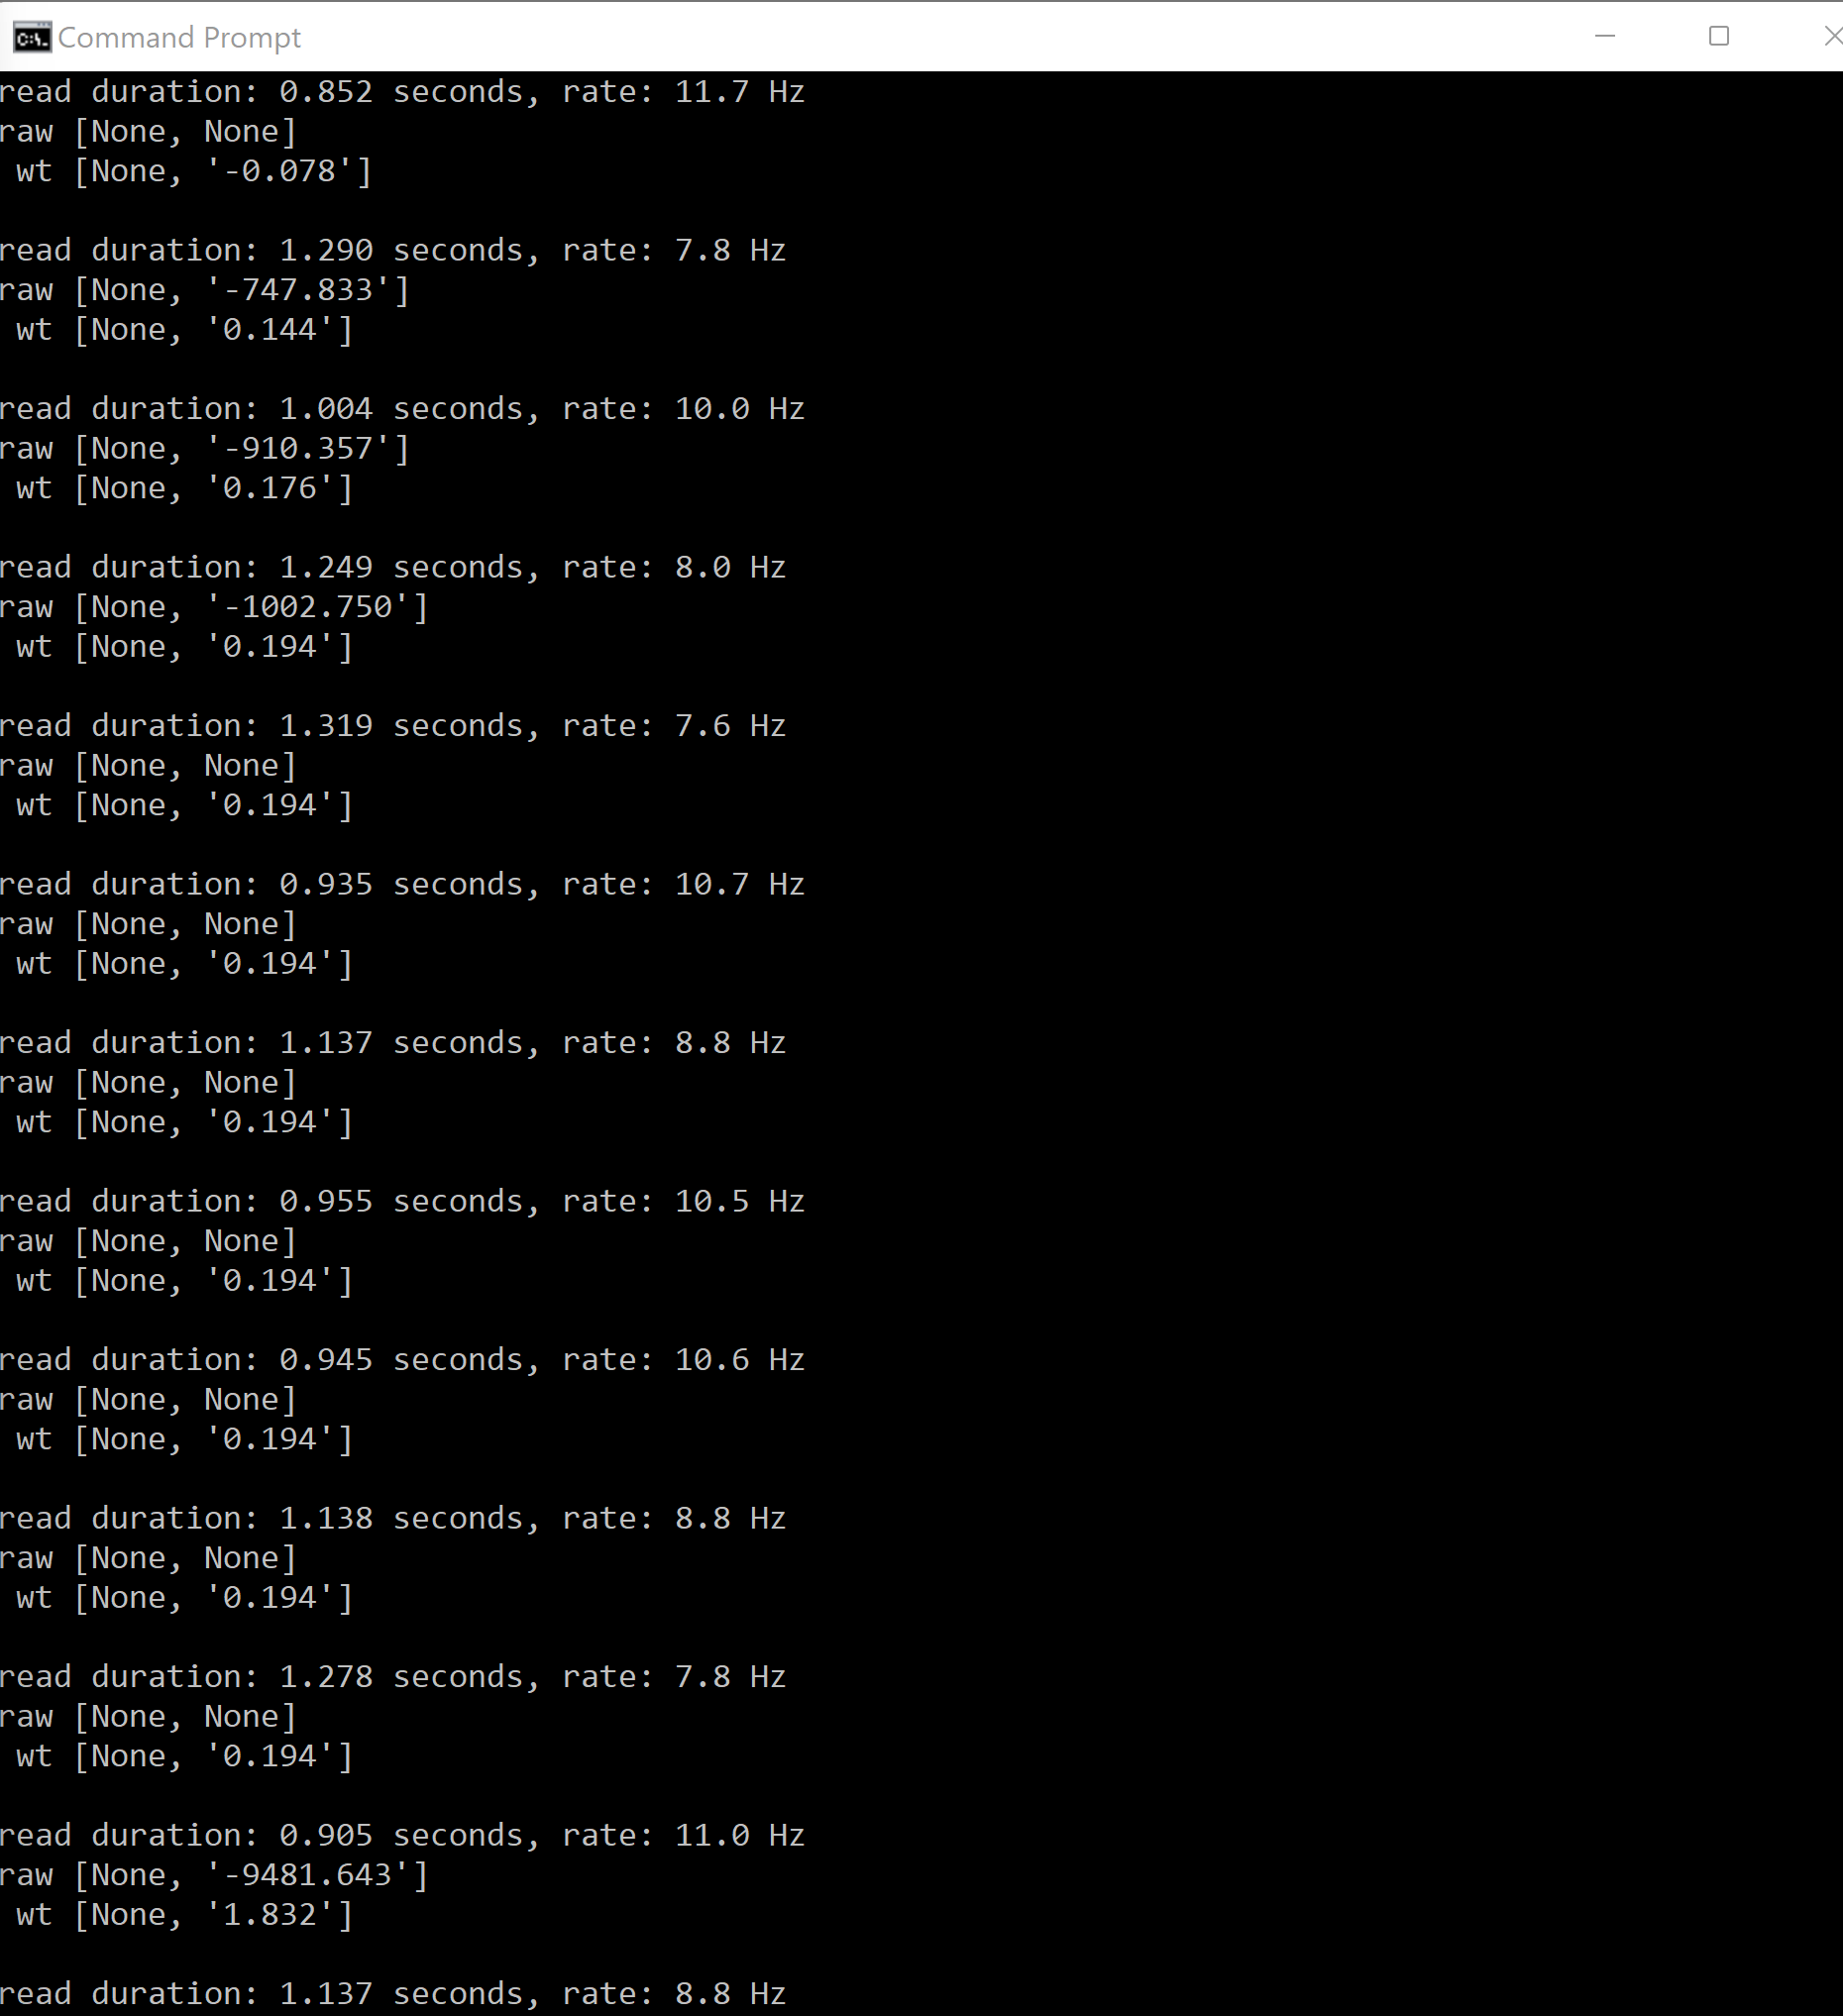 Command Prompt
read duration: 0.852 seconds, rate: 11.7 Hz
raw [None, None]
 wt [None, '-0.078']

read duration: 1.290 seconds, rate: 7.8 Hz
raw [None, '-747.833']
 wt [None, '0.144']

read duration: 1.004 seconds, rate: 10.0 Hz
raw [None, '-910.357']
 wt [None, '0.176']

read duration: 1.249 seconds, rate: 8.0 Hz
raw [None, '-1002.750']
 wt [None, '0.194']

read duration: 1.319 seconds, rate: 7.6 Hz
raw [None, None]
 wt [None, '0.194']

read duration: 0.935 seconds, rate: 10.7 Hz
raw [None, None]
 wt [None, '0.194']

read duration: 1.137 seconds, rate: 8.8 Hz
raw [None, None]
 wt [None, '0.194']

read duration: 0.955 seconds, rate: 10.5 Hz
raw [None, None]
 wt [None, '0.194']

read duration: 0.945 seconds, rate: 10.6 Hz
raw [None, None]
 wt [None, '0.194']

read duration: 1.138 seconds, rate: 8.8 Hz
raw [None, None]
 wt [None, '0.194']

read duration: 1.278 seconds, rate: 7.8 Hz
raw [None, None]
 wt [None, '0.194']

read duration: 0.905 seconds, rate: 11.0 Hz
raw [None, '-9481.643']
 wt [None, '1.832']

read duration: 1.137 seconds, rate: 8.8 Hz